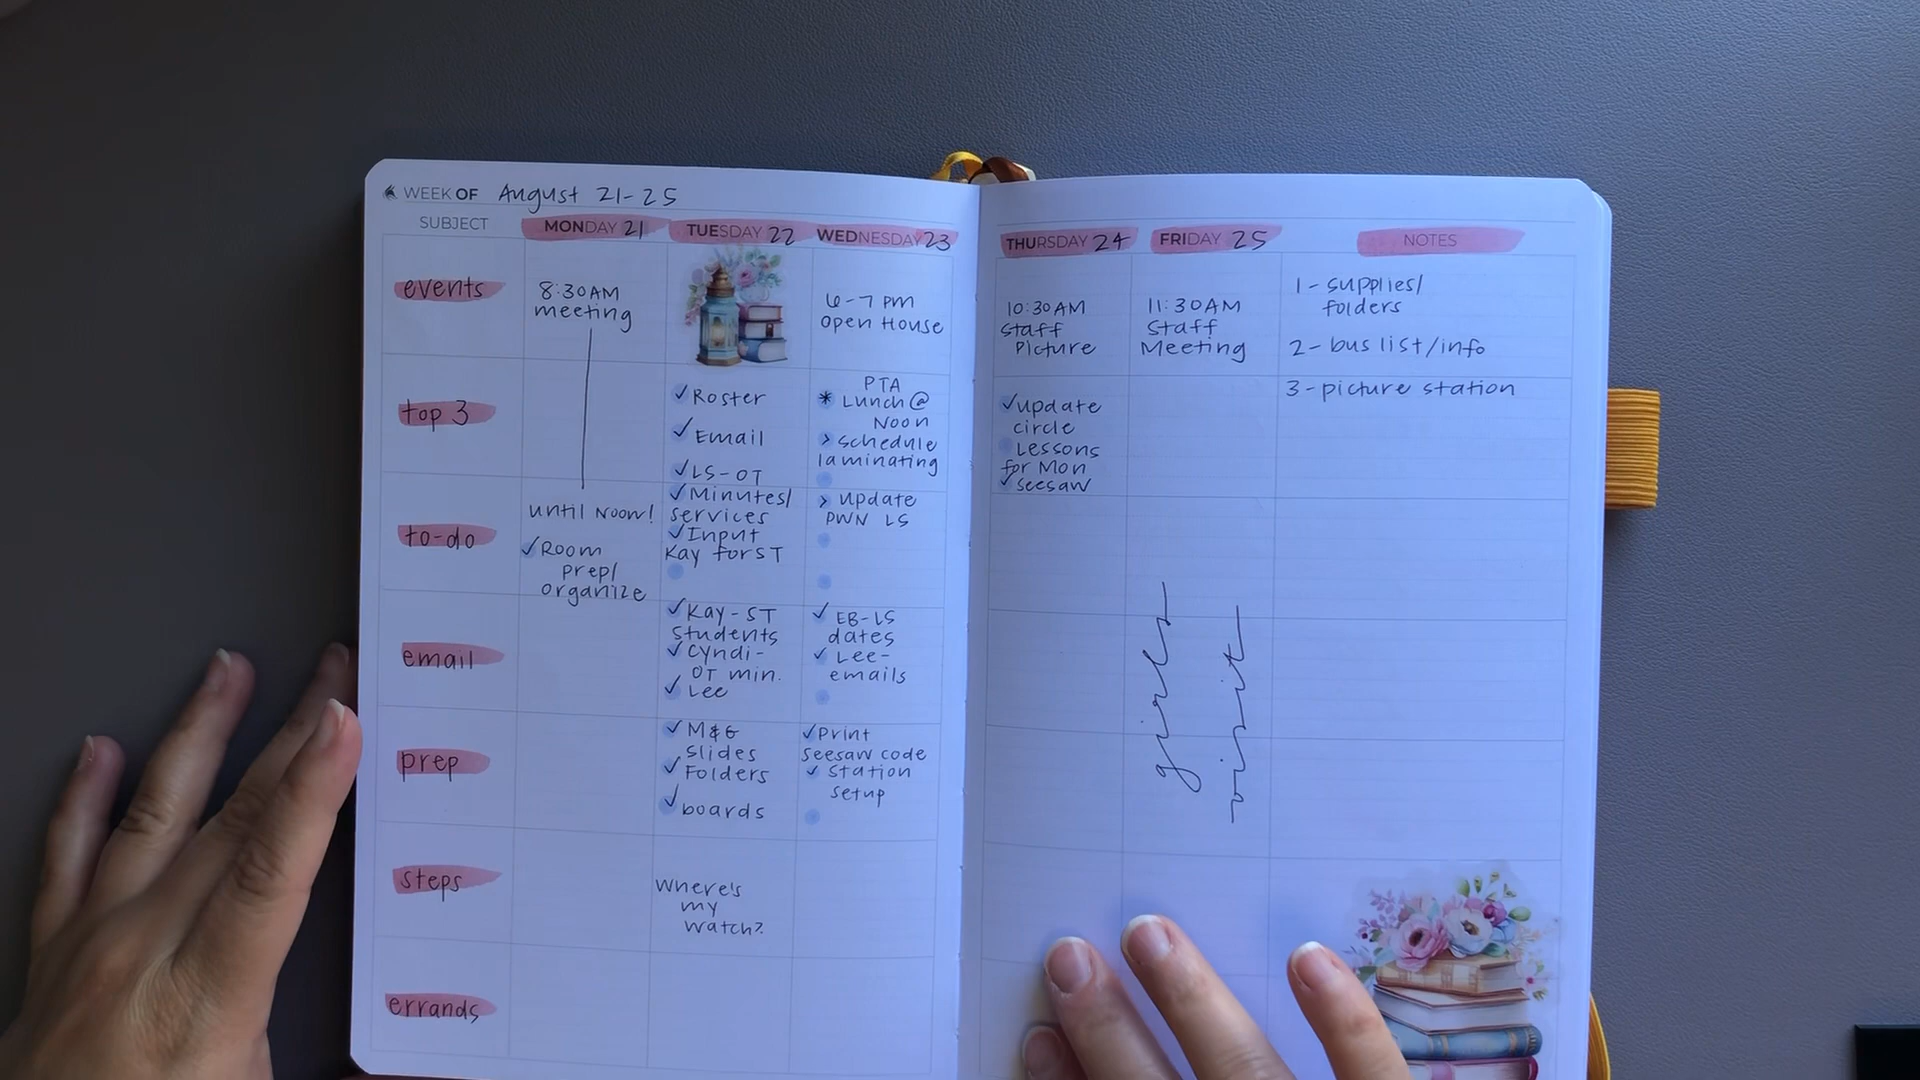 WEEK OF August 21-25
SUBJECT
MONDAY 21
TUESDAY 22
WEDNESDAY 23
THURSDAY 24
FRIDAY 25
NOTES
events
8:30AM
meeting
6-7 pm
Open House
10:30AM
Staff
Picture
11:30AM
Staff
Meeting
1- supplies/
folders
2- bus list/info
3-picture station
top 3
✓ Roster
✓ Email
✓ LS-OT
PTA
* Lunch @
Noon
> schedule
laminating
✓ update
circle
Lessons
for Mon
✓ seesaw
to-do
until Noon!
✓ Room
prep/
organize
✓ Minutes/
services
✓ Input
Kay for ST
> update
PWN LS
email
✓ Kay-ST
students
✓ Cyndi-
OT min.
✓ Lee
✓ EB-LS
dates
✓ Lee-
emails
girls
visit
prep
✓ M&G
Slides
✓ Folders
✓ boards
✓ Print
seesaw code
✓ Station
setup
steps
Where's
my
watch?
errands